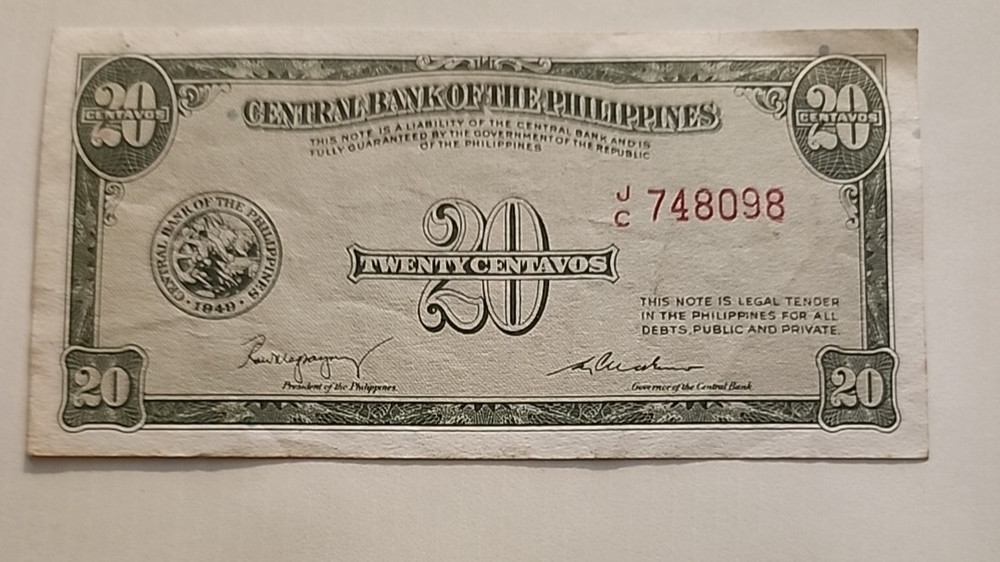 20 CENTAVOS
20 CENTAVOS
CENTRAL BANK OF THE PHILIPPINES
THIS NOTE IS A LIABILITY OF THE CENTRAL BANK AND IS
FULLY GUARANTEED BY THE GOVERNMENT OF THE REPUBLIC
OF THE PHILIPPINES
J/C 748098
CENTRAL BANK OF THE PHILIPPINES
· 1949 ·
20
TWENTY CENTAVOS
THIS NOTE IS LEGAL TENDER
IN THE PHILIPPINES FOR ALL
DEBTS, PUBLIC AND PRIVATE.
President of the Philippines.
Governor of the Central Bank
20
20